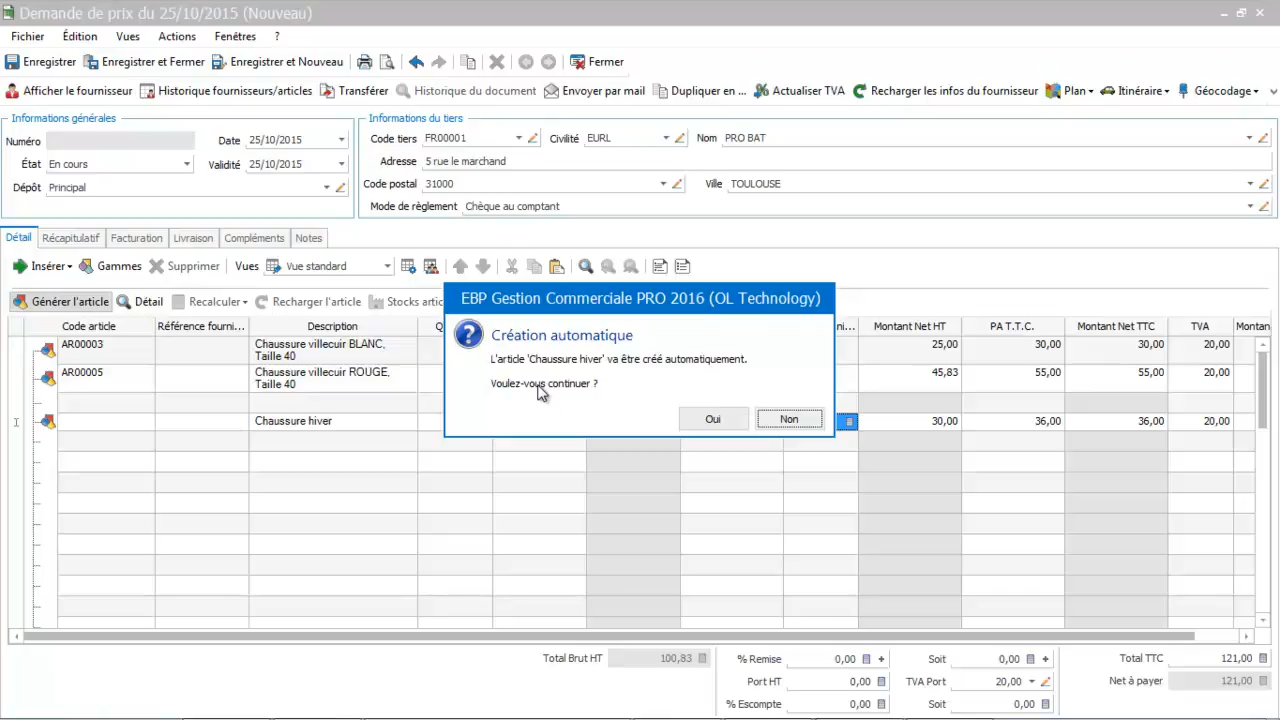 Demande de prix du 25/10/2015 (Nouveau)
Fichier Édition Vues Actions Fenêtres ?
Enregistrer Enregistrer et Fermer Enregistrer et Nouveau Fermer
Afficher le fournisseur Historique fournisseurs/articles Transférer Historique du document Envoyer par mail Dupliquer en ... Actualiser TVA Recharger les infos du fournisseur Plan Itinéraire Géocodage
Informations générales
Numéro Date 25/10/2015
État En cours Validité 25/10/2015
Dépôt Principal
Informations du tiers
Code tiers FR00001 Civilité EURL Nom PRO BAT
Adresse 5 rue le marchand
Code postal 31000 Ville TOULOUSE
Mode de règlement Chèque au comptant
Détail Récapitulatif Facturation Livraison Compléments Notes
Insérer Gammes Supprimer Vues Vue standard
Générer l'article Détail Recalculer Recharger l'article Stocks artic
Code article Référence fourni... Description Q ni... Montant Net HT PA T.T.C. Montant Net TTC TVA Montan
AR00003 Chaussure villecuir BLANC, 25,00 30,00 30,00 20,00
Taille 40
AR00005 Chaussure villecuir ROUGE, 45,83 55,00 55,00 20,00
Taille 40
Chaussure hiver 30,00 36,00 36,00 20,00
EBP Gestion Commerciale PRO 2016 (OL Technology)
Création automatique
L'article 'Chaussure hiver' va être créé automatiquement.
Voulez-vous continuer ?
Oui Non
Total Brut HT 100,83 % Remise 0,00 Soit 0,00 Total TTC 121,00
Port HT 0,00 TVA Port 20,00 Net à payer 121,00
% Escompte 0,00 Soit 0,00